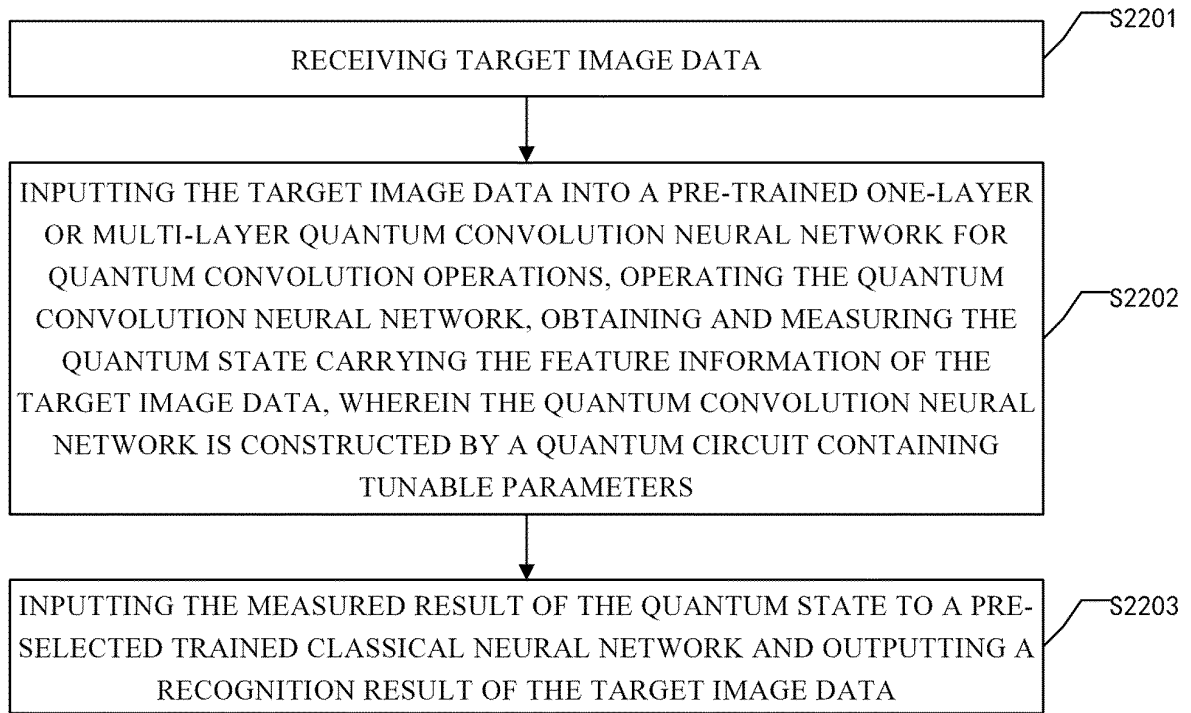 S2201
RECEIVING TARGET IMAGE DATA
INPUTTING THE TARGET IMAGE DATA INTO A PRE-TRAINED ONE-LAYER
OR MULTI-LAYER QUANTUM CONVOLUTION NEURAL NETWORK FOR
QUANTUM CONVOLUTION OPERATIONS, OPERATING THE QUANTUM
S2202
CONVOLUTION NEURAL NETWORK, OBTAINING AND MEASURING THE
QUANTUM STATE CARRYING THE FEATURE INFORMATION OF THE
TARGET IMAGE DATA, WHEREIN THE QUANTUM CONVOLUTION NEURAL
NETWORK IS CONSTRUCTED BY A QUANTUM CIRCUIT CONTAINING
TUNABLE PARAMETERS
INPUTTING THE MEASURED RESULT OF THE QUANTUM STATE TO A PRE-
S2203
SELECTED TRAINED CLASSICAL NEURAL NETWORK AND OUTPUTTING A
RECOGNITION RESULT OF THE TARGET IMAGE DATA